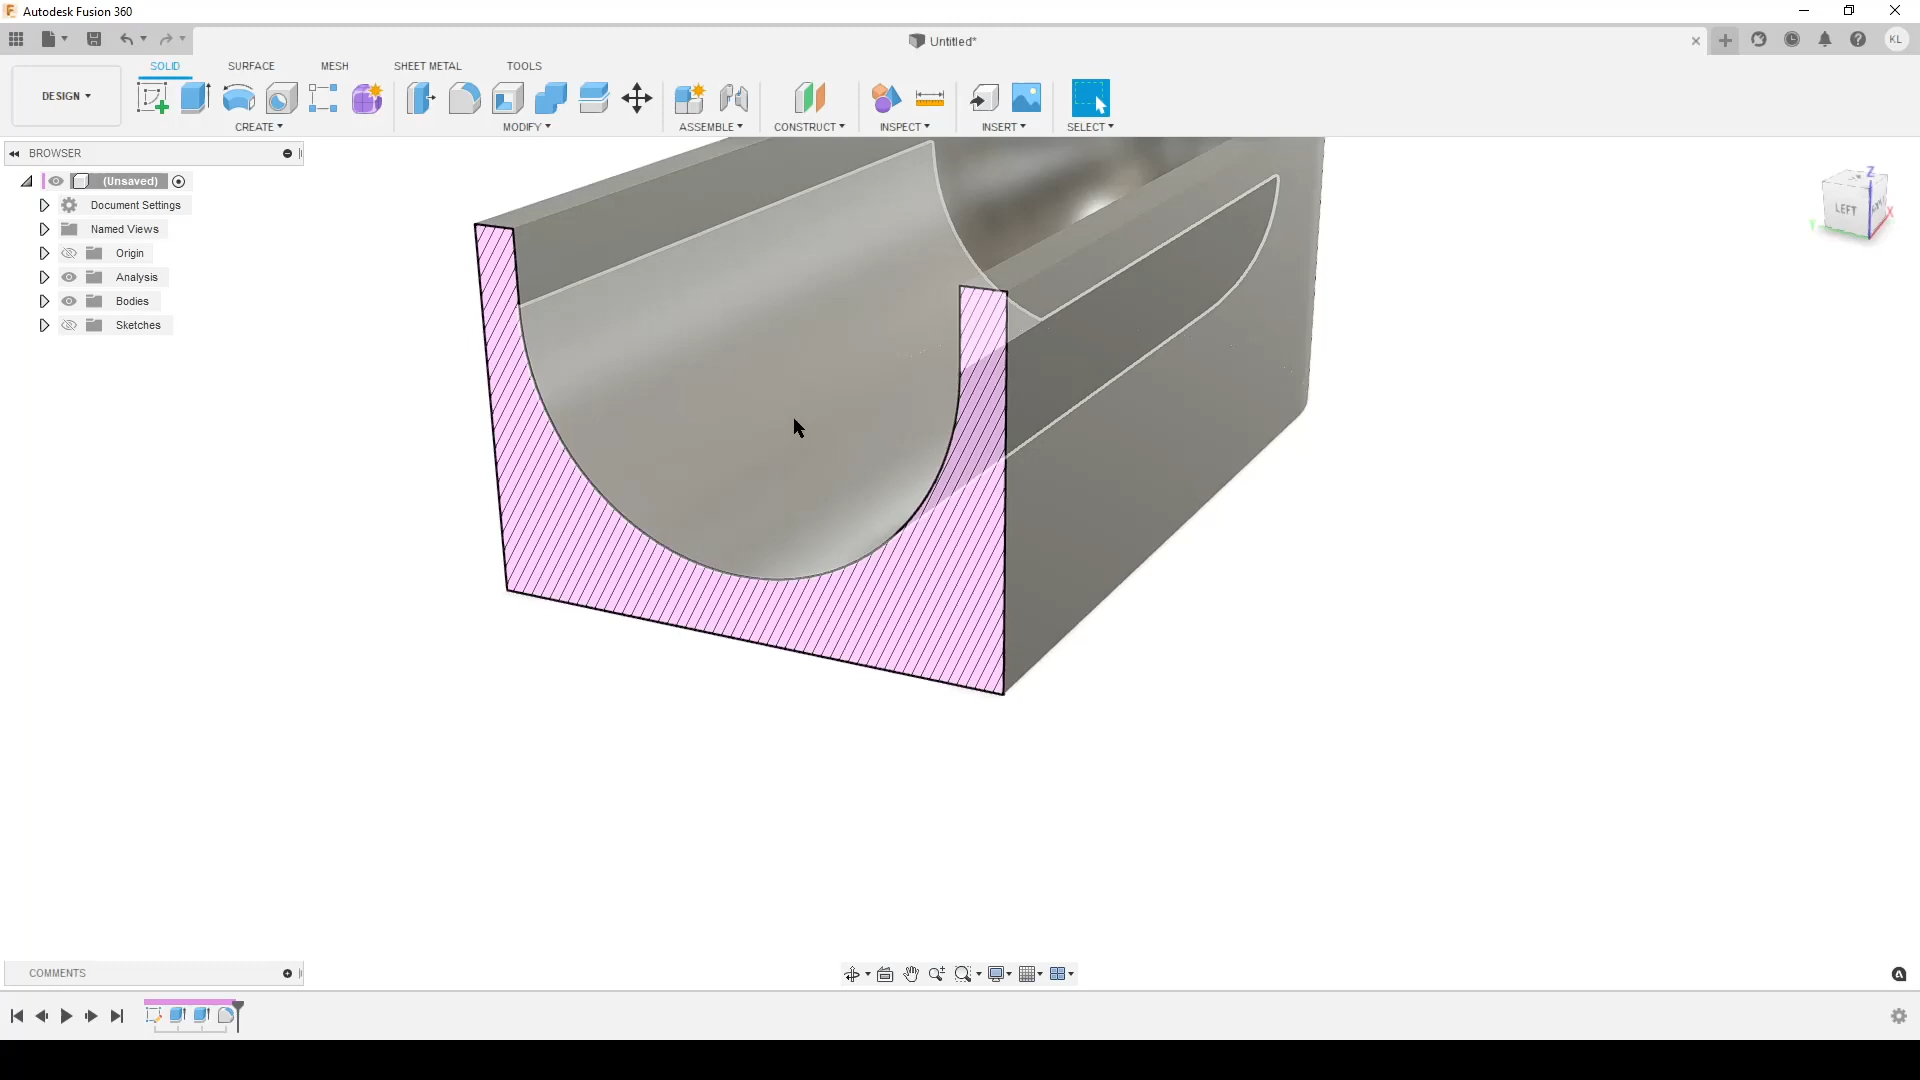 Autodesk Fusion 360
Untitled*
KL
SOLID SURFACE MESH SHEET METAL TOOLS
DESIGN
CREATE MODIFY ASSEMBLE CONSTRUCT INSPECT INSERT SELECT
BROWSER
(Unsaved)
Document Settings
Named Views
Origin
Analysis
Bodies
Sketches
Z
LEFT
X
Y
COMMENTS